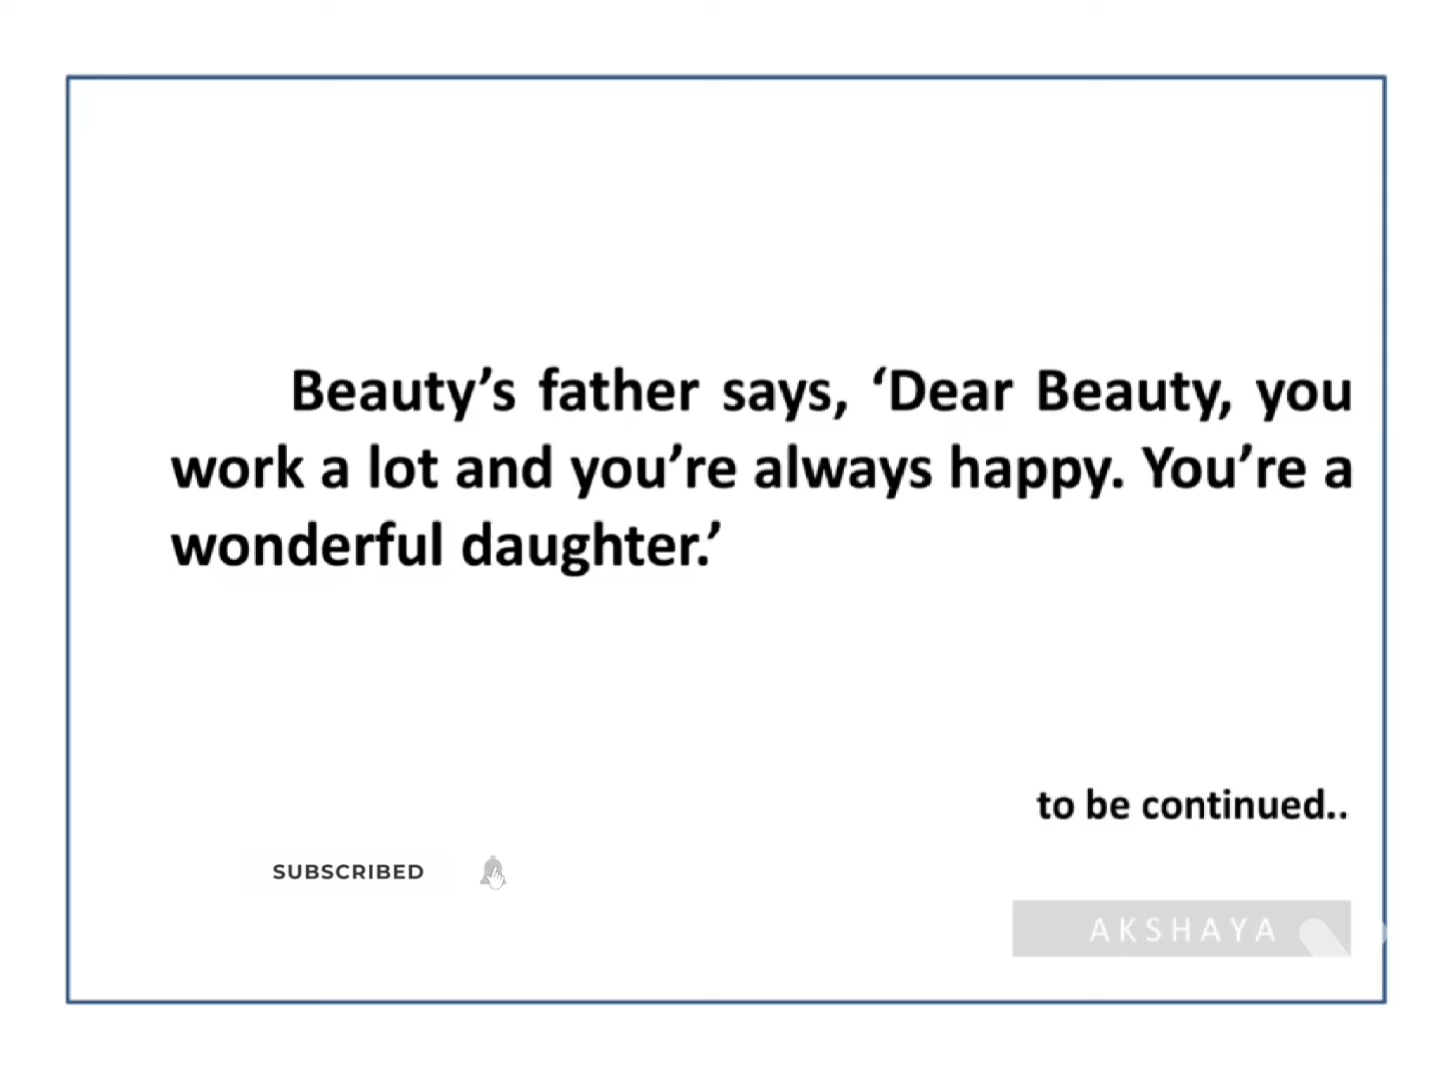 Beauty’s father says, ‘Dear Beauty, you
work a lot and you’re always happy. You’re a
wonderful daughter.’
to be continued..
SUBSCRIBED
AKSHAYA